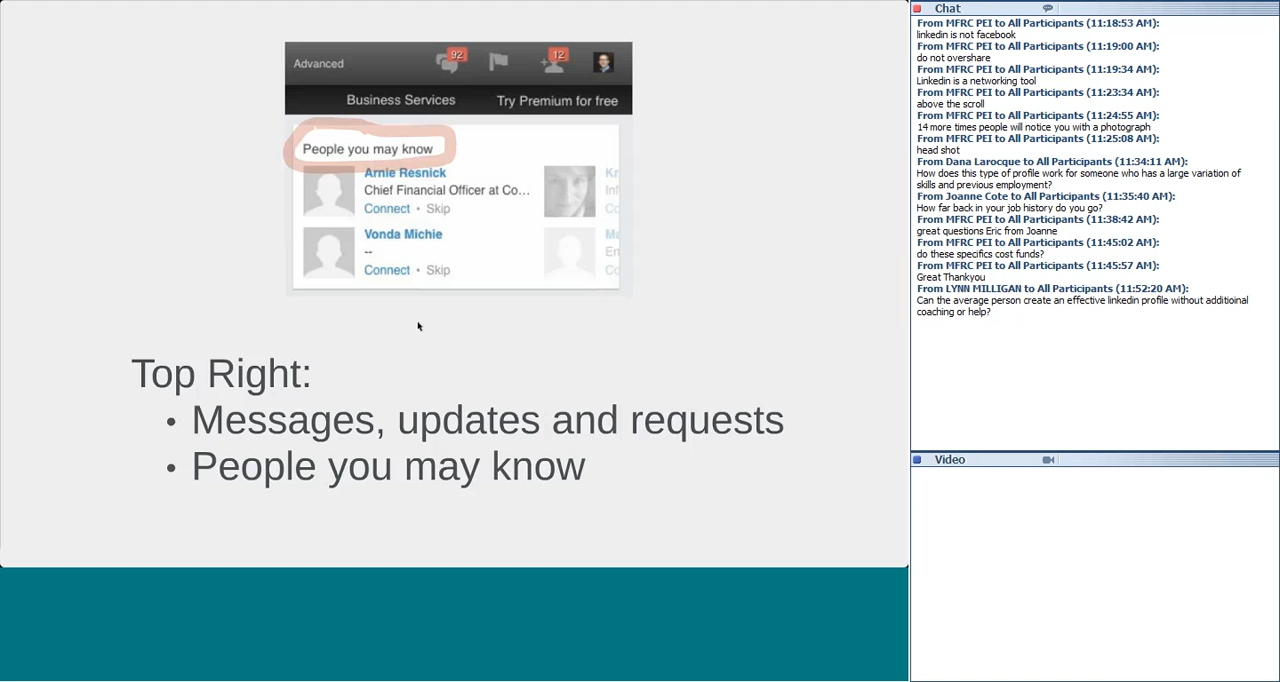 Advanced
92
12
Business Services
Try Premium for free
People you may know
Arnie Resnick
Chief Financial Officer at Co...
Connect • Skip
Kr
Inf
Co
Vonda Michie
--
Connect • Skip
Ma
En
Co
Top Right:
• Messages, updates and requests
• People you may know
Chat
From MFRC PEI to All Participants (11:18:53 AM):
linkedin is not facebook
From MFRC PEI to All Participants (11:19:00 AM):
do not overshare
From MFRC PEI to All Participants (11:19:34 AM):
Linkedin is a networking tool
From MFRC PEI to All Participants (11:23:34 AM):
above the scroll
From MFRC PEI to All Participants (11:24:55 AM):
14 more times people will notice you with a photograph
From MFRC PEI to All Participants (11:25:08 AM):
head shot
From Dana Larocque to All Participants (11:34:11 AM):
How does this type of profile work for someone who has a large variation of
skills and previous employment?
From Joanne Cote to All Participants (11:35:40 AM):
How far back in your job history do you go?
From MFRC PEI to All Participants (11:38:42 AM):
great questions Eric from Joanne
From MFRC PEI to All Participants (11:45:02 AM):
do these specifics cost funds?
From MFRC PEI to All Participants (11:45:57 AM):
Great Thankyou
From LYNN MILLIGAN to All Participants (11:52:20 AM):
Can the average person create an effective linkedin profile without additioinal
coaching or help?
Video